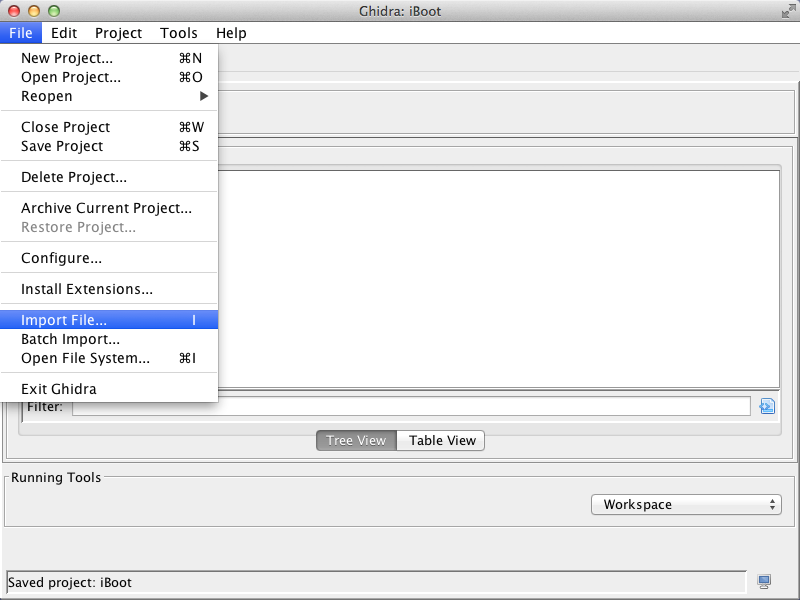 Ghidra: iBoot
File Edit Project Tools Help
New Project... ⌘N
Open Project... ⌘O
Reopen ▶
Close Project ⌘W
Save Project ⌘S
Delete Project...
Archive Current Project...
Restore Project...
Configure...
Install Extensions...
Import File... I
Batch Import...
Open File System... ⌘I
Exit Ghidra
Filter:
Tree View Table View
Running Tools
Workspace
Saved project: iBoot